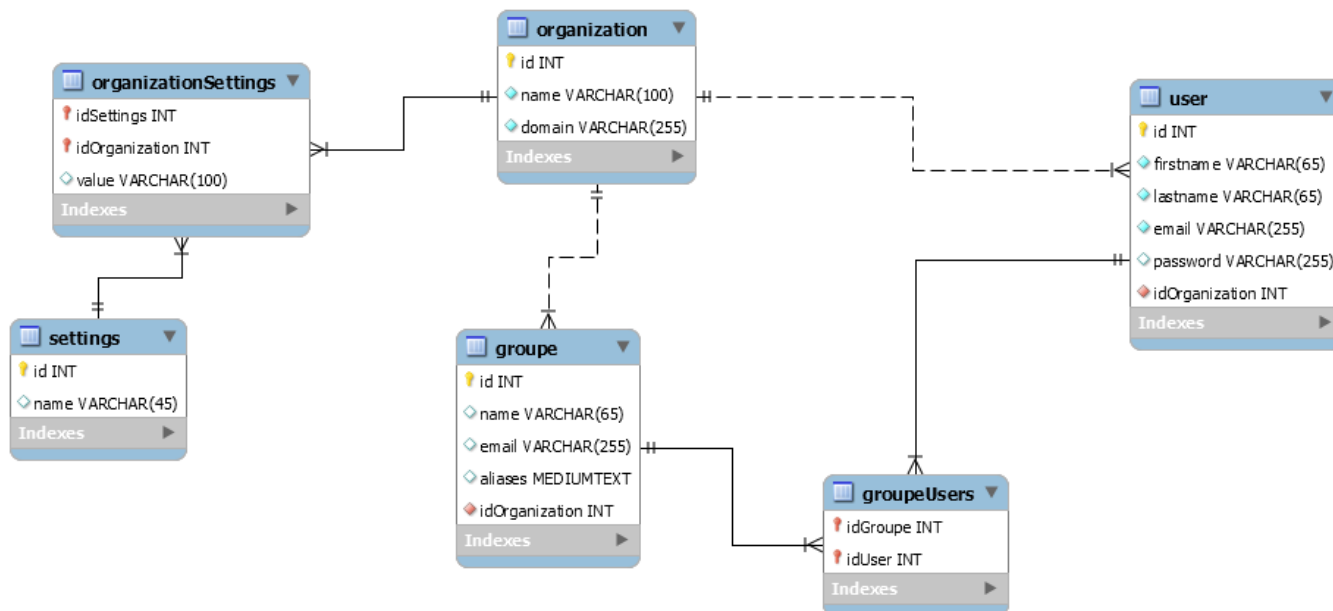 organization
id INT
name VARCHAR(100)
domain VARCHAR(255)
Indexes
organizationSettings
idSettings INT
idOrganization INT
value VARCHAR(100)
Indexes
user
id INT
firstname VARCHAR(65)
lastname VARCHAR(65)
email VARCHAR(255)
password VARCHAR(255)
idOrganization INT
Indexes
settings
id INT
name VARCHAR(45)
Indexes
groupe
id INT
name VARCHAR(65)
email VARCHAR(255)
aliases MEDIUMTEXT
idOrganization INT
Indexes
groupeUsers
idGroupe INT
idUser INT
Indexes